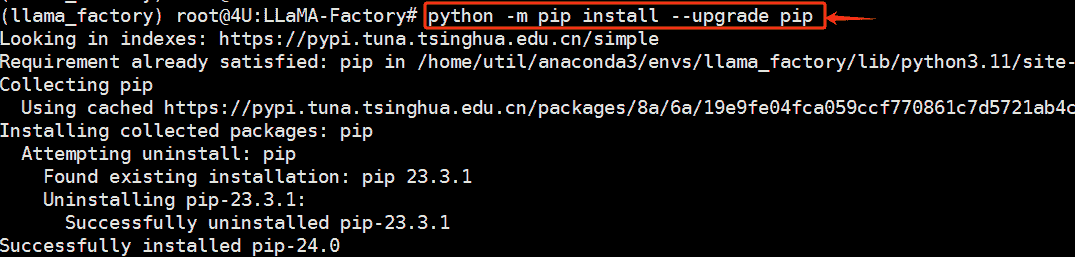 (llama_factory) root@4U:LLaMA-Factory# python -m pip install --upgrade pip
Looking in indexes: https://pypi.tuna.tsinghua.edu.cn/simple
Requirement already satisfied: pip in /home/util/anaconda3/envs/llama_factory/lib/python3.11/site-
Collecting pip
  Using cached https://pypi.tuna.tsinghua.edu.cn/packages/8a/6a/19e9fe04fca059ccf770861c7d5721ab4c
Installing collected packages: pip
  Attempting uninstall: pip
    Found existing installation: pip 23.3.1
    Uninstalling pip-23.3.1:
      Successfully uninstalled pip-23.3.1
Successfully installed pip-24.0